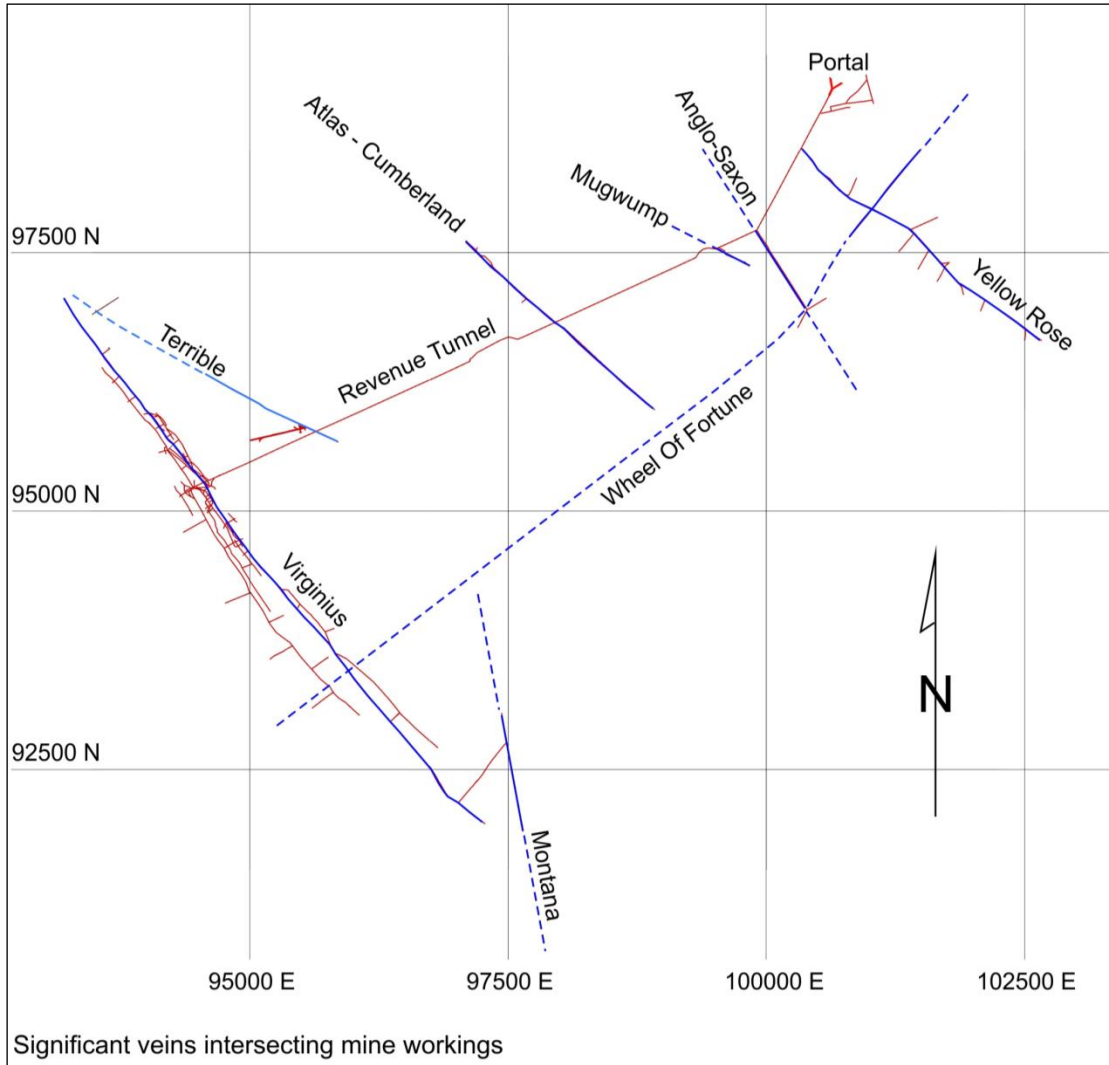 Portal
Anglo-Saxon
Atlas - Cumberland
Mugwump
97500 N
Yellow Rose
Terrible
Revenue Tunnel
Wheel Of Fortune
95000 N
Virginius
N
92500 N
Montana
95000 E
97500 E
100000 E
102500 E
Significant veins intersecting mine workings